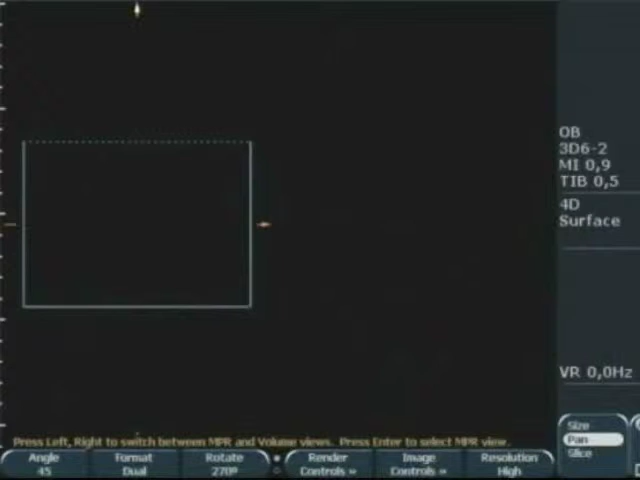 OB
3D6-2
MI 0,9
TIB 0,5
4D
Surface
VR 0,0Hz
Size
Pan
Slice
Press Left, Right to switch between MPR and Volume views. Press Enter to select MPR view.
Angle
45
Format
Dual
Rotate
270º
Render
Controls
Image
Controls
Resolution
High